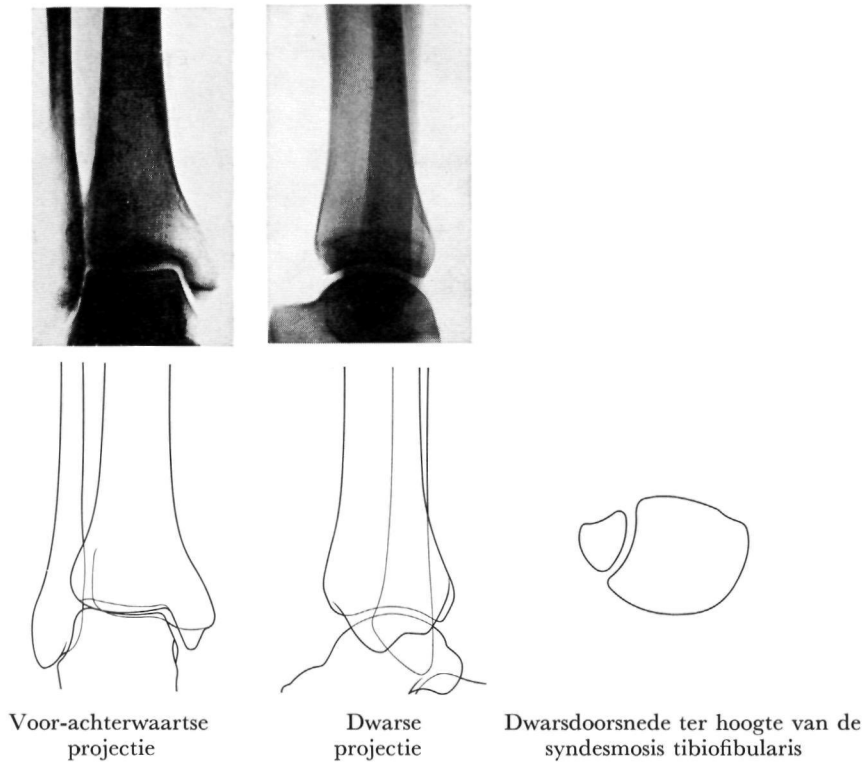 Voor-achterwaartse
projectie
Dwarse
projectie
Dwarsdoorsnede ter hoogte van de
syndesmosis tibiofibularis